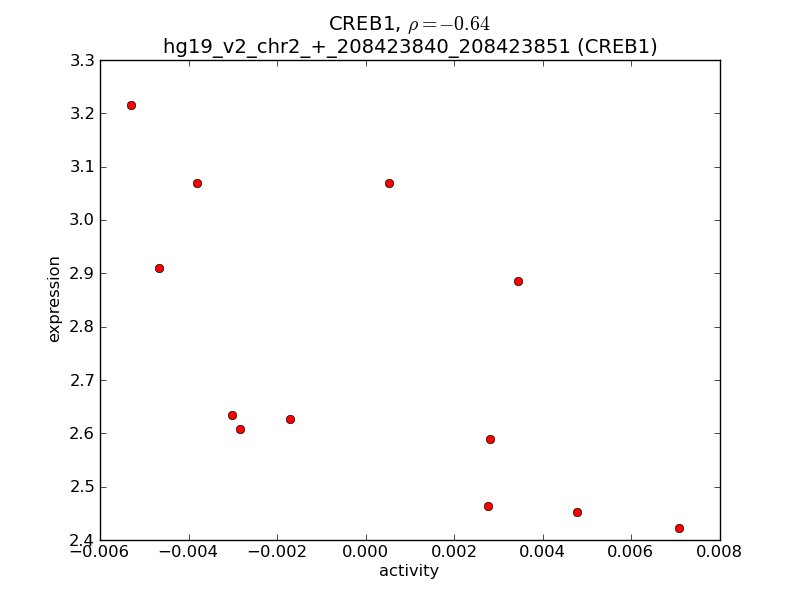 CREB1, ρ=−0.64
hg19_v2_chr2_+_208423840_208423851 (CREB1)
3.3
3.2
3.1
3.0
2.9
2.8
2.7
2.6
2.5
2.4
expression
−0.006 −0.004 −0.002 0.000 0.002 0.004 0.006 0.008
activity